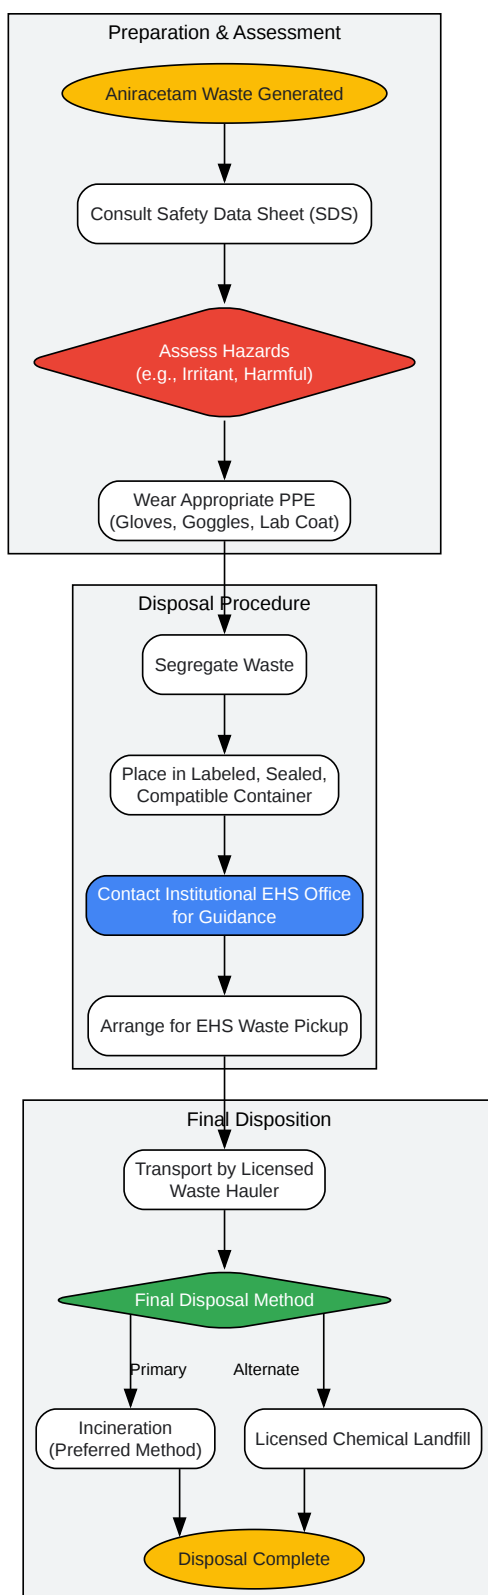 Preparation & Assessment
Aniracetam Waste Generated
Consult Safety Data Sheet (SDS)
Assess Hazards
(e.g., Irritant, Harmful)
Wear Appropriate PPE
(Gloves, Goggles, Lab Coat)
Disposal Procedure
Segregate Waste
Place in Labeled, Sealed,
Compatible Container
Contact Institutional EHS Office
for Guidance
Arrange for EHS Waste Pickup
Final Disposition
Transport by Licensed
Waste Hauler
Final Disposal Method
Primary
Alternate
Incineration
(Preferred Method)
Licensed Chemical Landfill
Disposal Complete